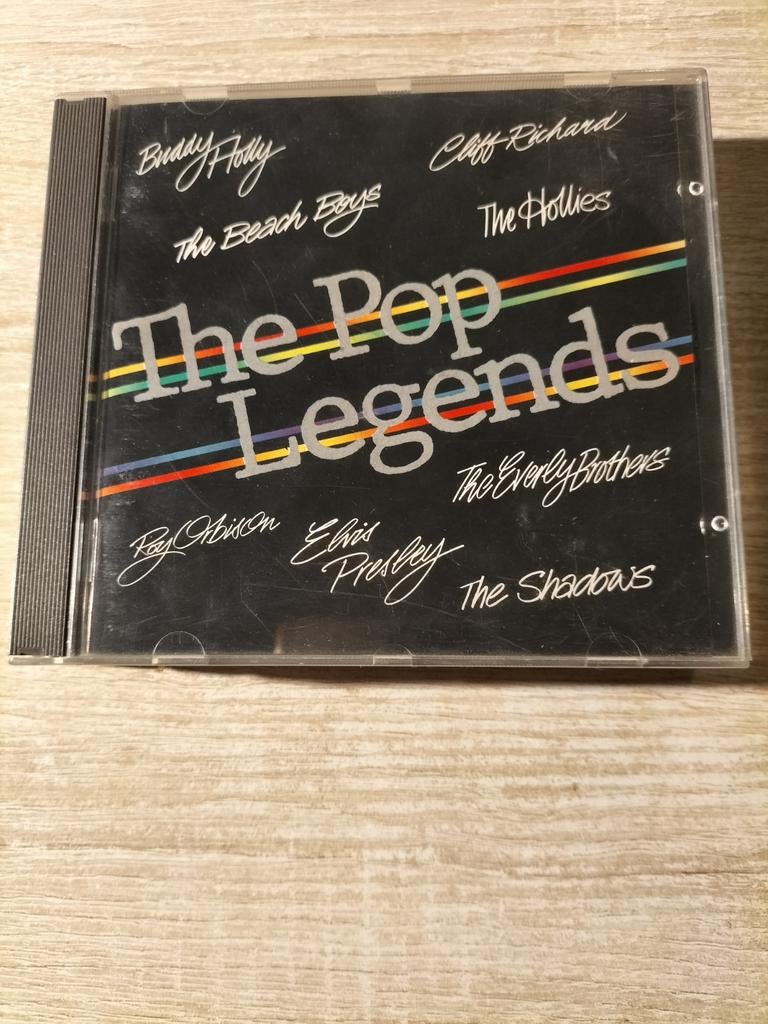 Buddy Holly
Cliff Richard
The Beach Boys
The Hollies
The Pop
Legends
The Everly Brothers
Roy Orbison
Elvis
Presley
The Shadows